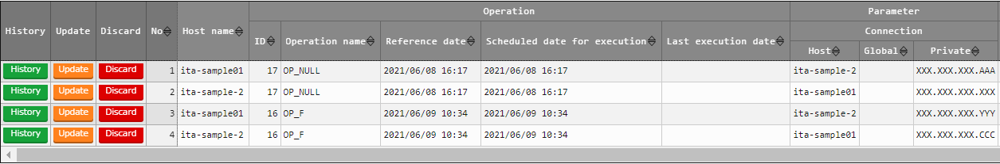 History Update Discard No Host name Operation Parameter
ID Operation name Reference date Scheduled date for execution Last execution date Connection
Host Global Private
History Update Discard 1 ita-sample01 17 OP_NULL 2021/06/08 16:17 2021/06/08 16:17 ita-sample-2 XXX.XXX.XXX.AAA
History Update Discard 2 ita-sample-2 17 OP_NULL 2021/06/08 16:17 2021/06/08 16:17 ita-sample01 XXX.XXX.XXX.XXX
History Update Discard 3 ita-sample01 16 OP_F 2021/06/09 10:34 2021/06/09 10:34 ita-sample-2 XXX.XXX.XXX.YYY
History Update Discard 4 ita-sample-2 16 OP_F 2021/06/09 10:34 2021/06/09 10:34 ita-sample01 XXX.XXX.XXX.CCC